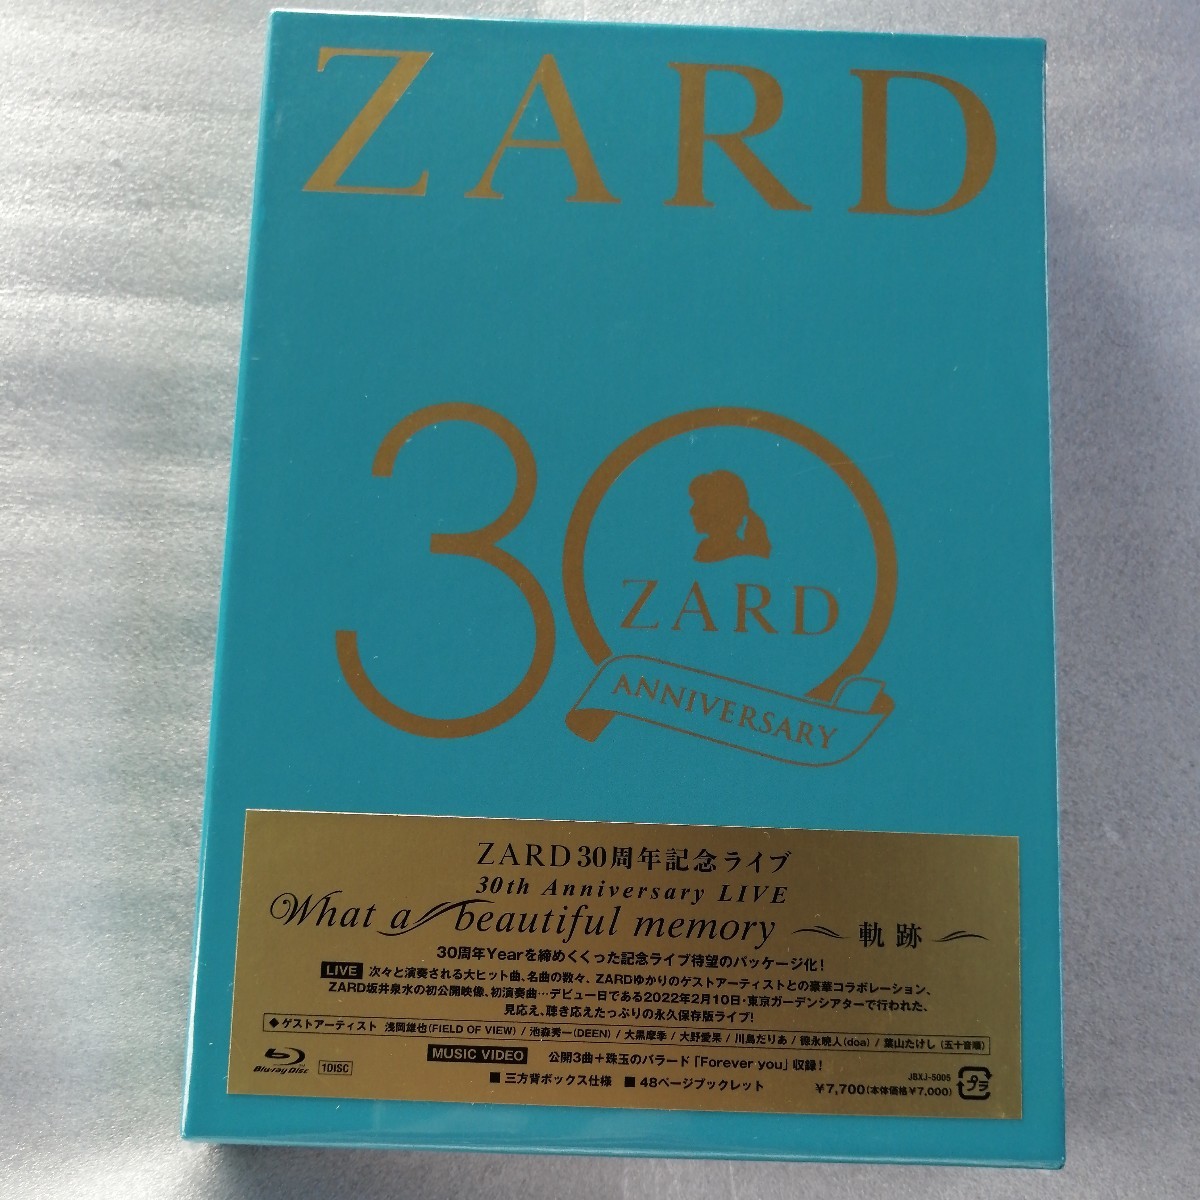 ZARD
30
ZARD
ANNIVERSARY
ZARD30周年記念ライブ
30th Anniversary LIVE
What a beautiful memory ～軌跡～
30周年Yearを締めくくった記念ライブ待望のパッケージ化!
LIVE 次々と演奏される大ヒット曲、名曲の数々、ZARDゆかりのゲストアーティストとの豪華コラボレーション、
ZARD坂井泉水の初公開映像、初演奏曲…デビュー日である2022年2月10日・東京ガーデンシアターで行われた、
見応え、聴き応えたっぷりの永久保存版ライブ!
◆ゲストアーティスト 浅岡雄也(FIELD OF VIEW) / 池森秀一(DEEN) / 大黒摩季 / 大野愛果 / 川島だりあ / 徳永暁人(doa) / 葉山たけし (五十音順)
Blu-ray Disc 1DISC MUSIC VIDEO 公開3曲+珠玉のバラード「Forever you」収録!
■ 三方背ボックス仕様 ■ 48ページブックレット
JBXJ-5005
¥7,700(本体価格¥7,000) プラ